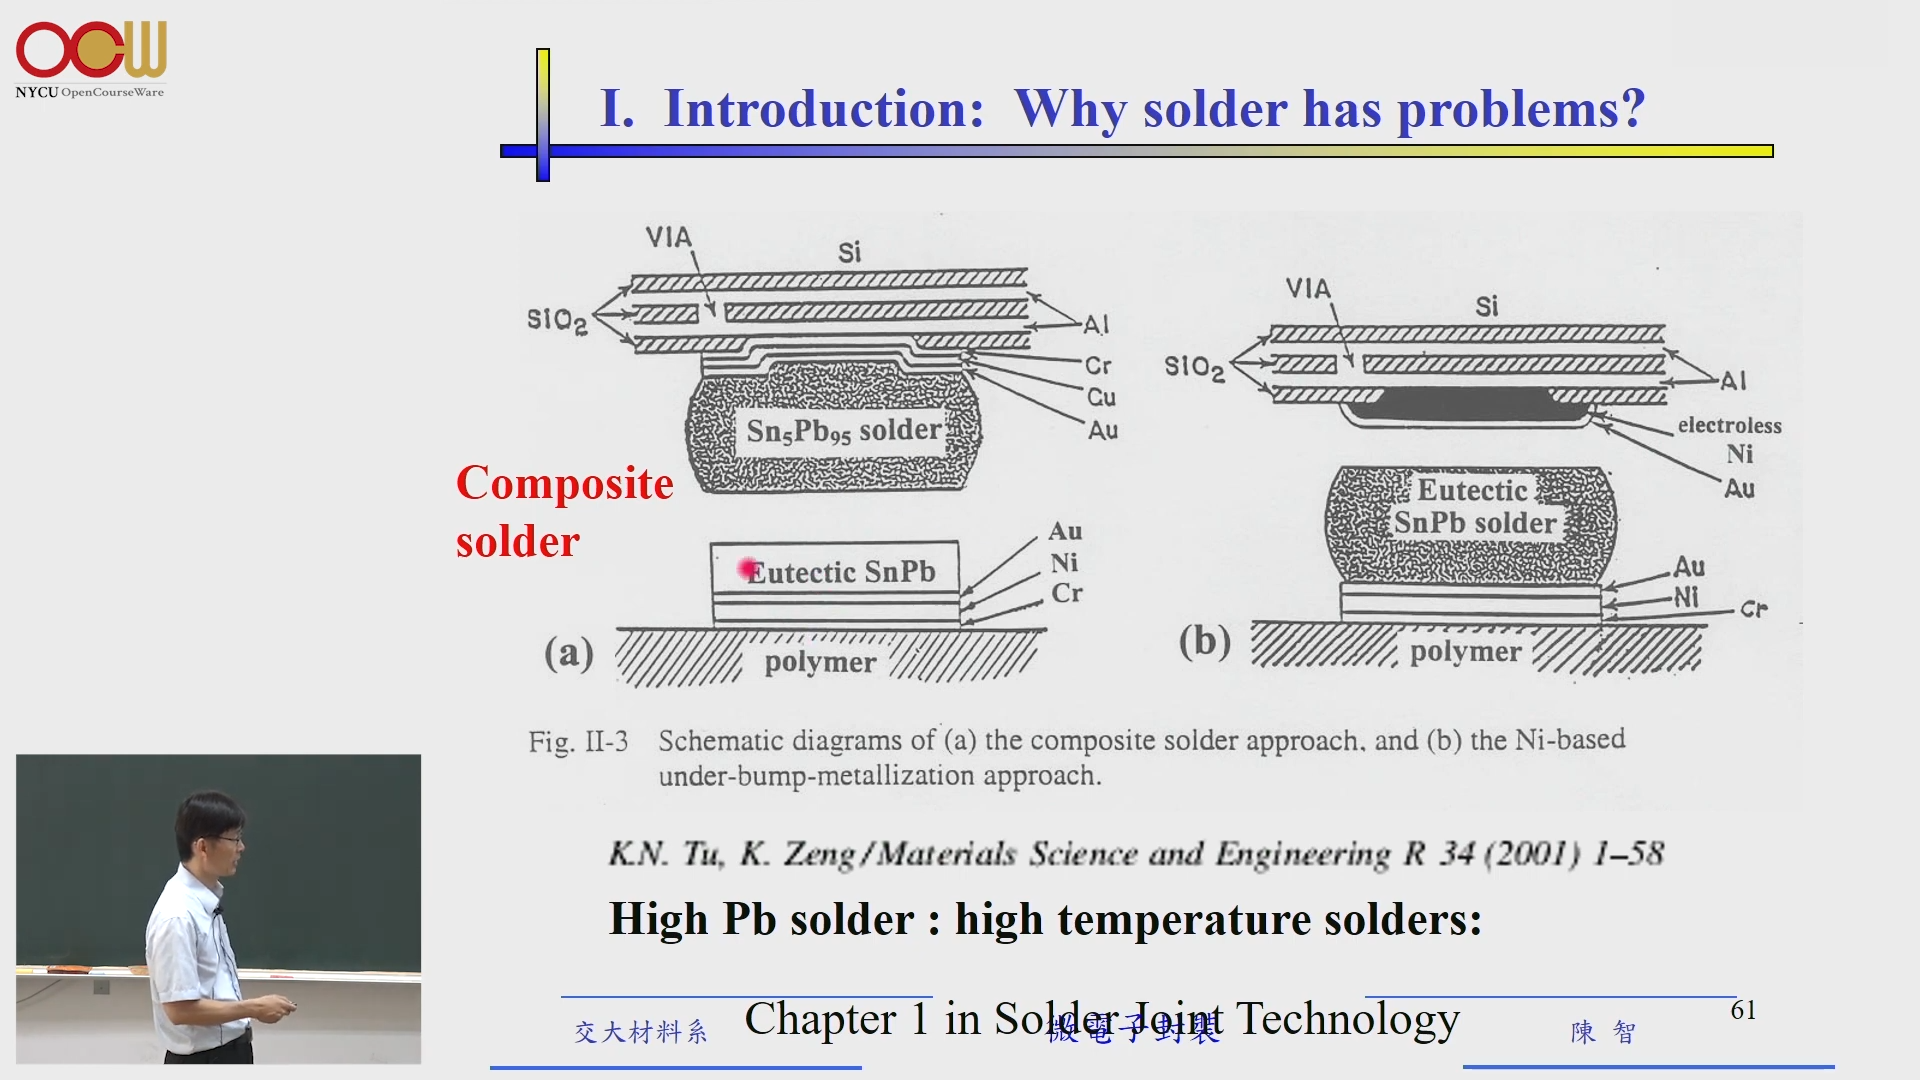 OCW
NYCU OpenCourseWare
I. Introduction: Why solder has problems?
VIA
Si
SiO2
Al
Cr
Cu
Au
Sn5Pb95 solder
Composite
solder
Eutectic SnPb
Au
Ni
Cr
(a)
polymer
VIA
Si
SiO2
Al
electroless
Ni
Au
Eutectic
SnPb solder
Au
Ni
Cr
(b)
polymer
Fig. II-3 Schematic diagrams of (a) the composite solder approach, and (b) the Ni-based
under-bump-metallization approach.
K.N. Tu, K. Zeng / Materials Science and Engineering R 34 (2001) 1–58
High Pb solder : high temperature solders:
Chapter 1 in Solder Joint Technology
61
交大材料系
微電子封裝
陳 智